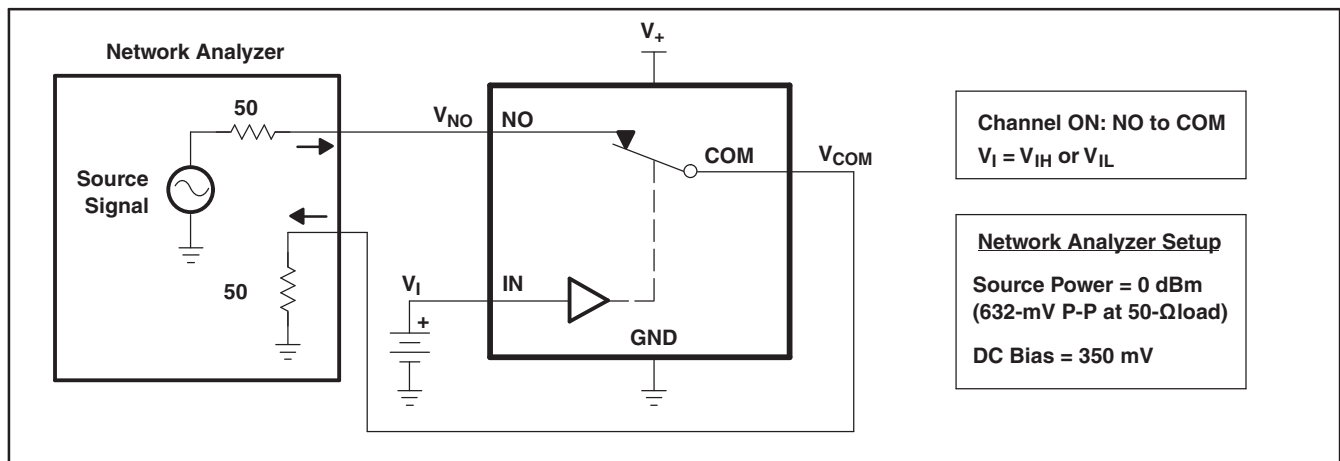 Network Analyzer
50
Source
Signal
50
V+
VNO
NO
COM
VCOM
VI
IN
+
GND
Channel ON: NO to COM
VI = VIH or VIL
Network Analyzer Setup
Source Power = 0 dBm
(632-mV P-P at 50-Ωload)
DC Bias = 350 mV